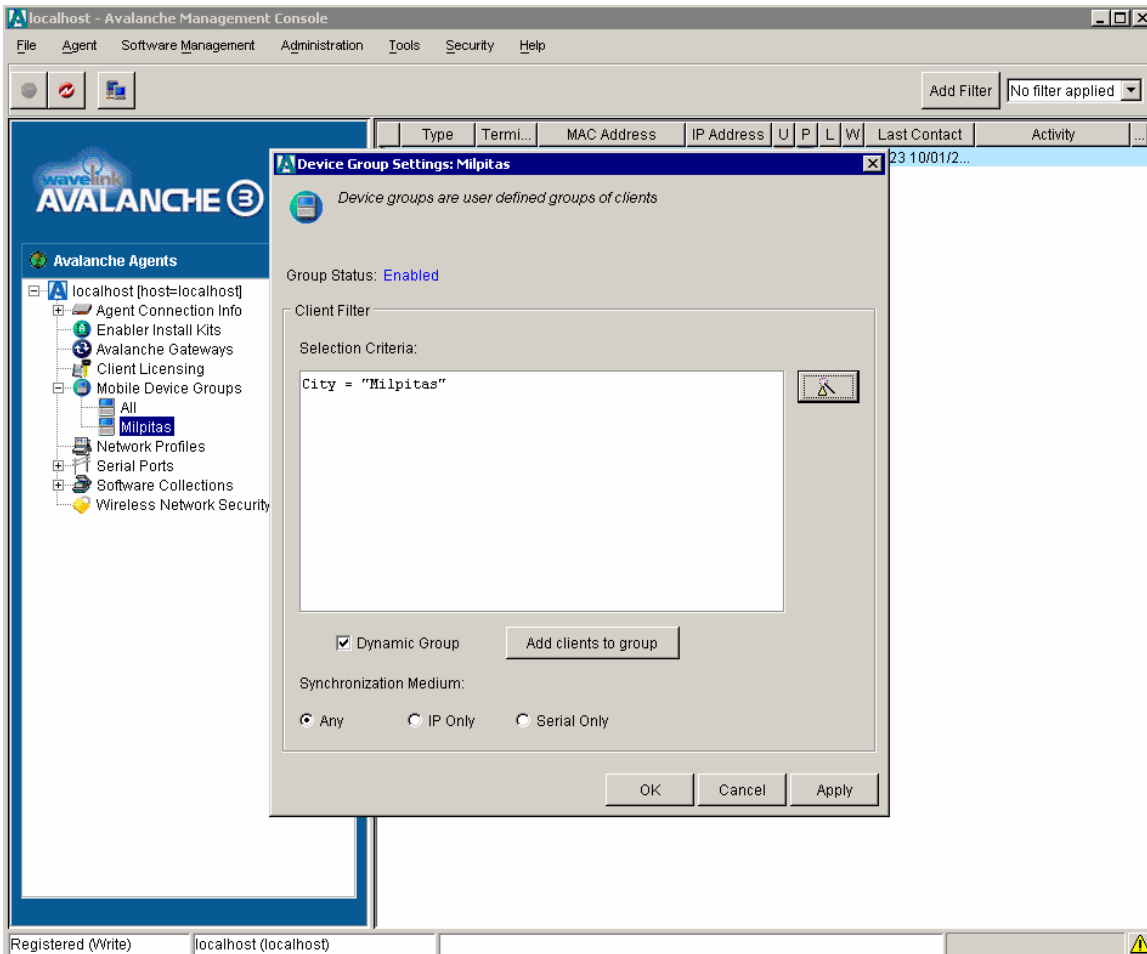 localhost - Avalanche Management Console
File Agent Software Management Administration Tools Security Help
Add Filter No filter applied
Type Termi... MAC Address IP Address U P L W Last Contact Activity ...
23 10/01/2...
wavelink
AVALANCHE 3
Avalanche Agents
localhost [host=localhost]
Agent Connection Info
Enabler Install Kits
Avalanche Gateways
Client Licensing
Mobile Device Groups
All
Milpitas
Network Profiles
Serial Ports
Software Collections
Wireless Network Security
Device Group Settings: Milpitas
Device groups are user defined groups of clients
Group Status: Enabled
Client Filter
Selection Criteria:
City = "Milpitas"
Dynamic Group Add clients to group
Synchronization Medium:
Any IP Only Serial Only
OK Cancel Apply
Registered (Write) localhost (localhost)